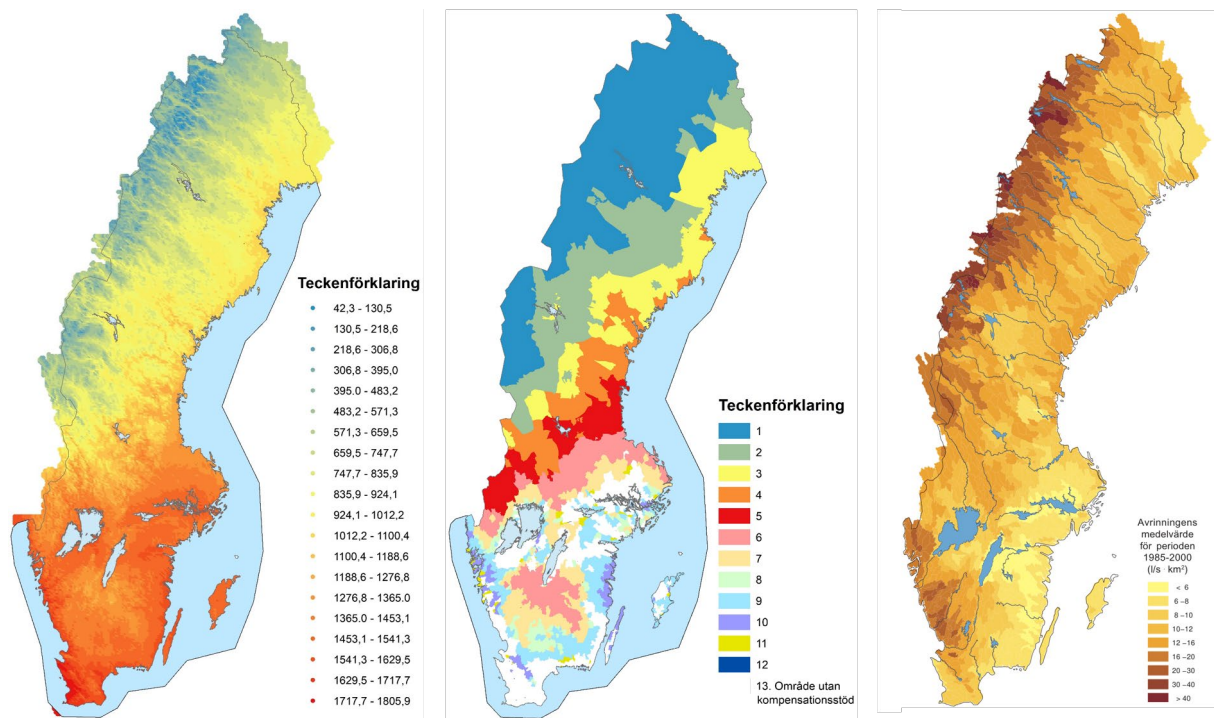 Teckenförklaring
42,3 - 130,5
130,5 - 218,6
218,6 - 306,8
306,8 - 395,0
395.0 - 483,2
483,2 - 571,3
571,3 - 659,5
659,5 - 747,7
747,7 - 835,9
835,9 - 924,1
924,1 - 1012,2
1012,2 - 1100,4
1100,4 - 1188,6
1188,6 - 1276,8
1276,8 - 1365.0
1365.0 - 1453,1
1453,1 - 1541,3
1541,3 - 1629,5
1629,5 - 1717,7
1717,7 - 1805,9
Teckenförklaring
1
2
3
4
5
6
7
8
9
10
11
12
13. Område utan
kompensationsstöd
Avrinningens
medelvärde
för perioden
1985-2000
(l/s · km²)
< 6
6–8
8–10
10–12
12–16
16–20
20–30
30–40
> 40